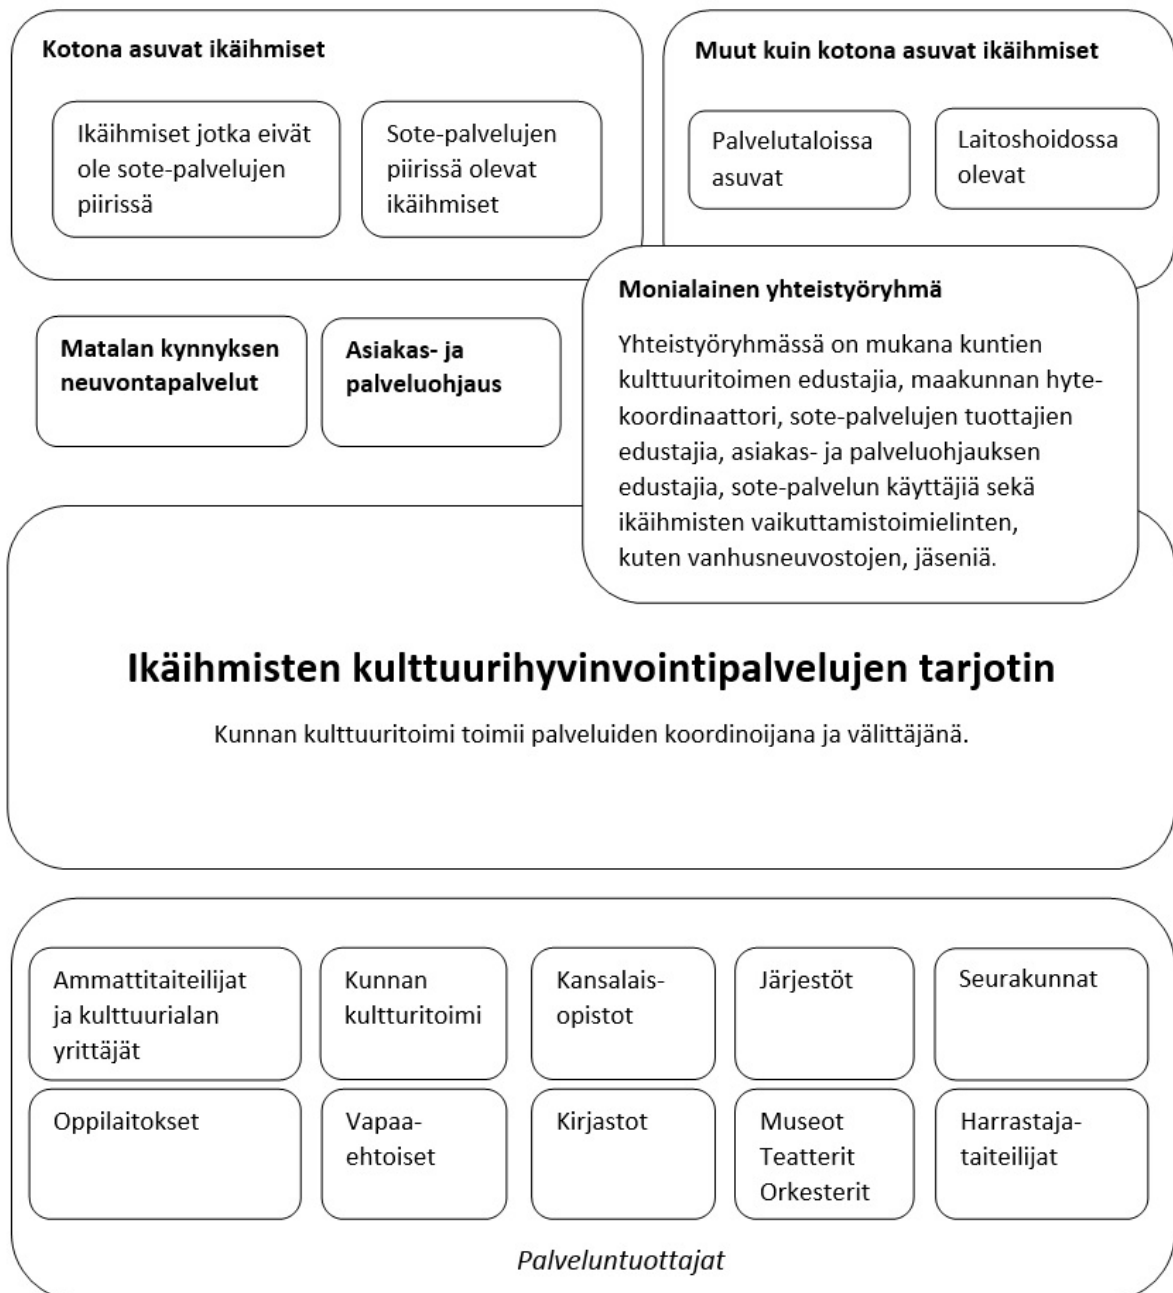 Kotona asuvat ikäihmiset
Ikäihmiset jotka eivät
ole sote-palvelujen
piirissä
Sote-palvelujen
piirissä olevat
ikäihmiset
Muut kuin kotona asuvat ikäihmiset
Palvelutaloissa
asuvat
Laitoshoidossa
olevat
Matalan kynnyksen
neuvontapalvelut
Asiakas- ja
palveluohjaus
Monialainen yhteistyöryhmä
Yhteistyöryhmässä on mukana kuntien
kulttuuritoimen edustajia, maakunnan hyte-
koordinaattori, sote-palvelujen tuottajien
edustajia, asiakas- ja palveluohjauksen
edustajia, sote-palvelun käyttäjiä sekä
ikäihmisten vaikuttamistoimielinten,
kuten vanhusneuvostojen, jäseniä.
Ikäihmisten kulttuurihyvinvointipalvelujen tarjotin
Kunnan kulttuuritoimi toimii palveluiden koordinoijana ja välittäjänä.
Ammattitaiteilijat
ja kulttuurialan
yrittäjät
Kunnan
kultturitoimi
Kansalais-
opistot
Järjestöt
Seurakunnat
Oppilaitokset
Vapaa-
ehtoiset
Kirjastot
Museot
Teatterit
Orkesterit
Harrastaja-
taiteilijat
Palveluntuottajat